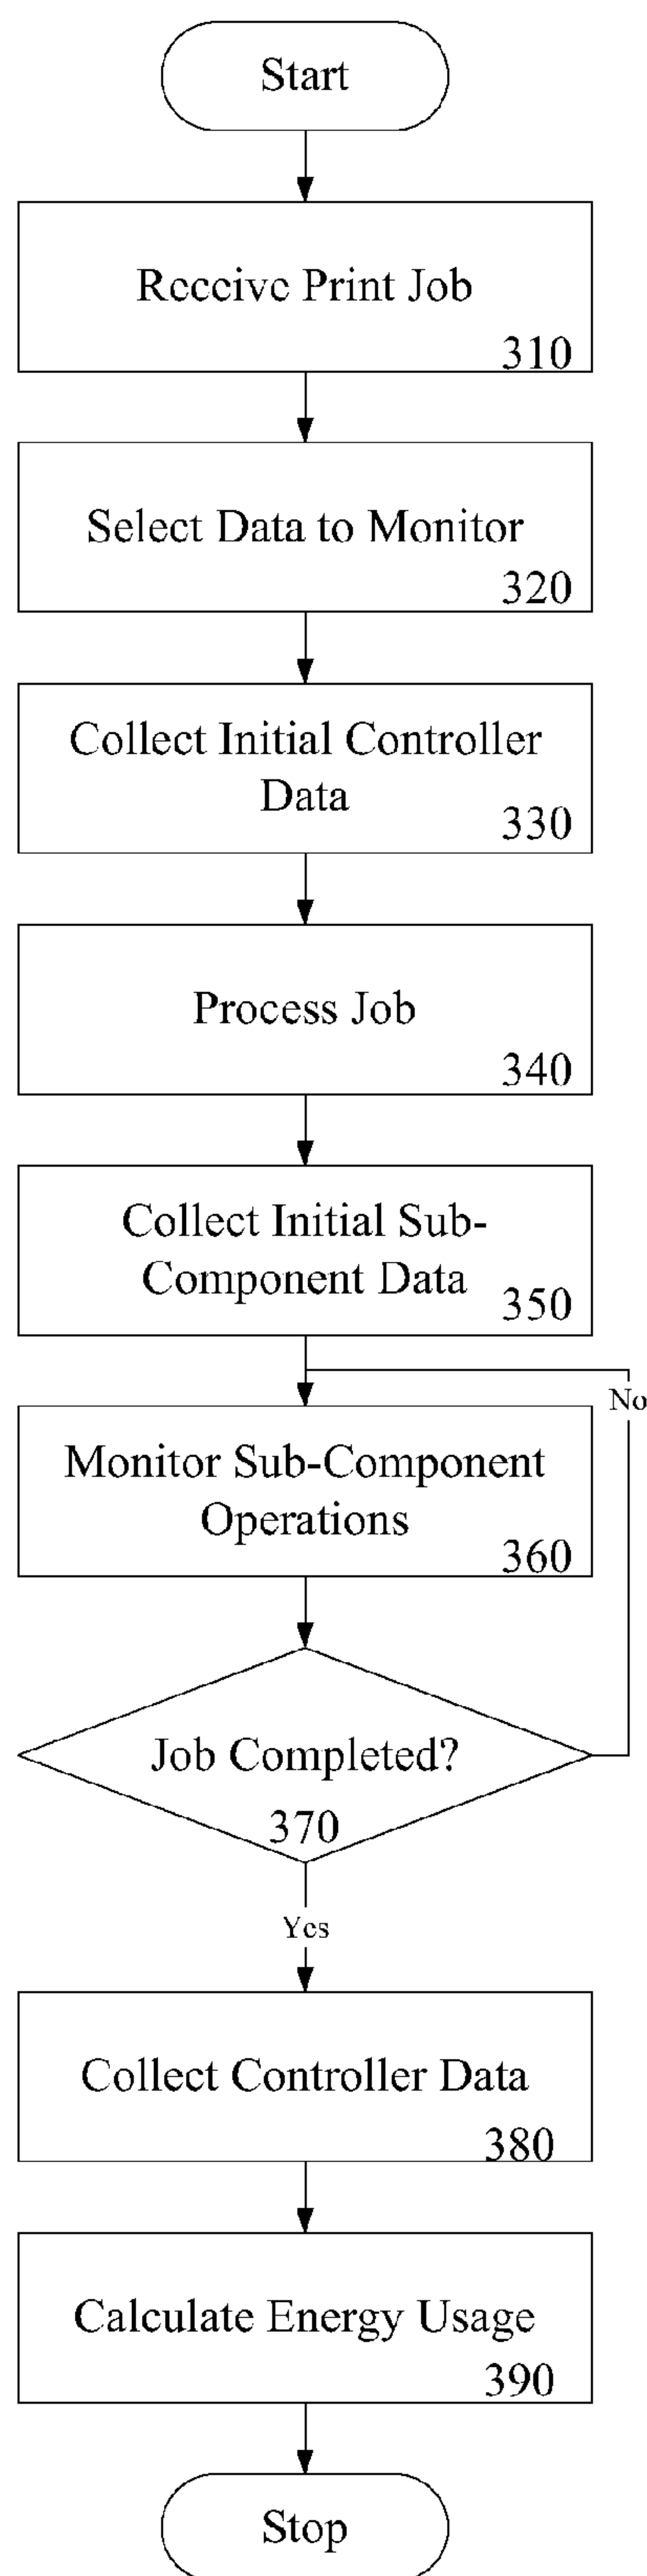 Start
Receive Print Job
310
Select Data to Monitor
320
Collect Initial Controller
Data
330
Process Job
340
Collect Initial Sub-
Component Data
350
No
Monitor Sub-Component
Operations
360
Job Completed?
370
Yes
Collect Controller Data
380
Calculate Energy Usage
390
Stop